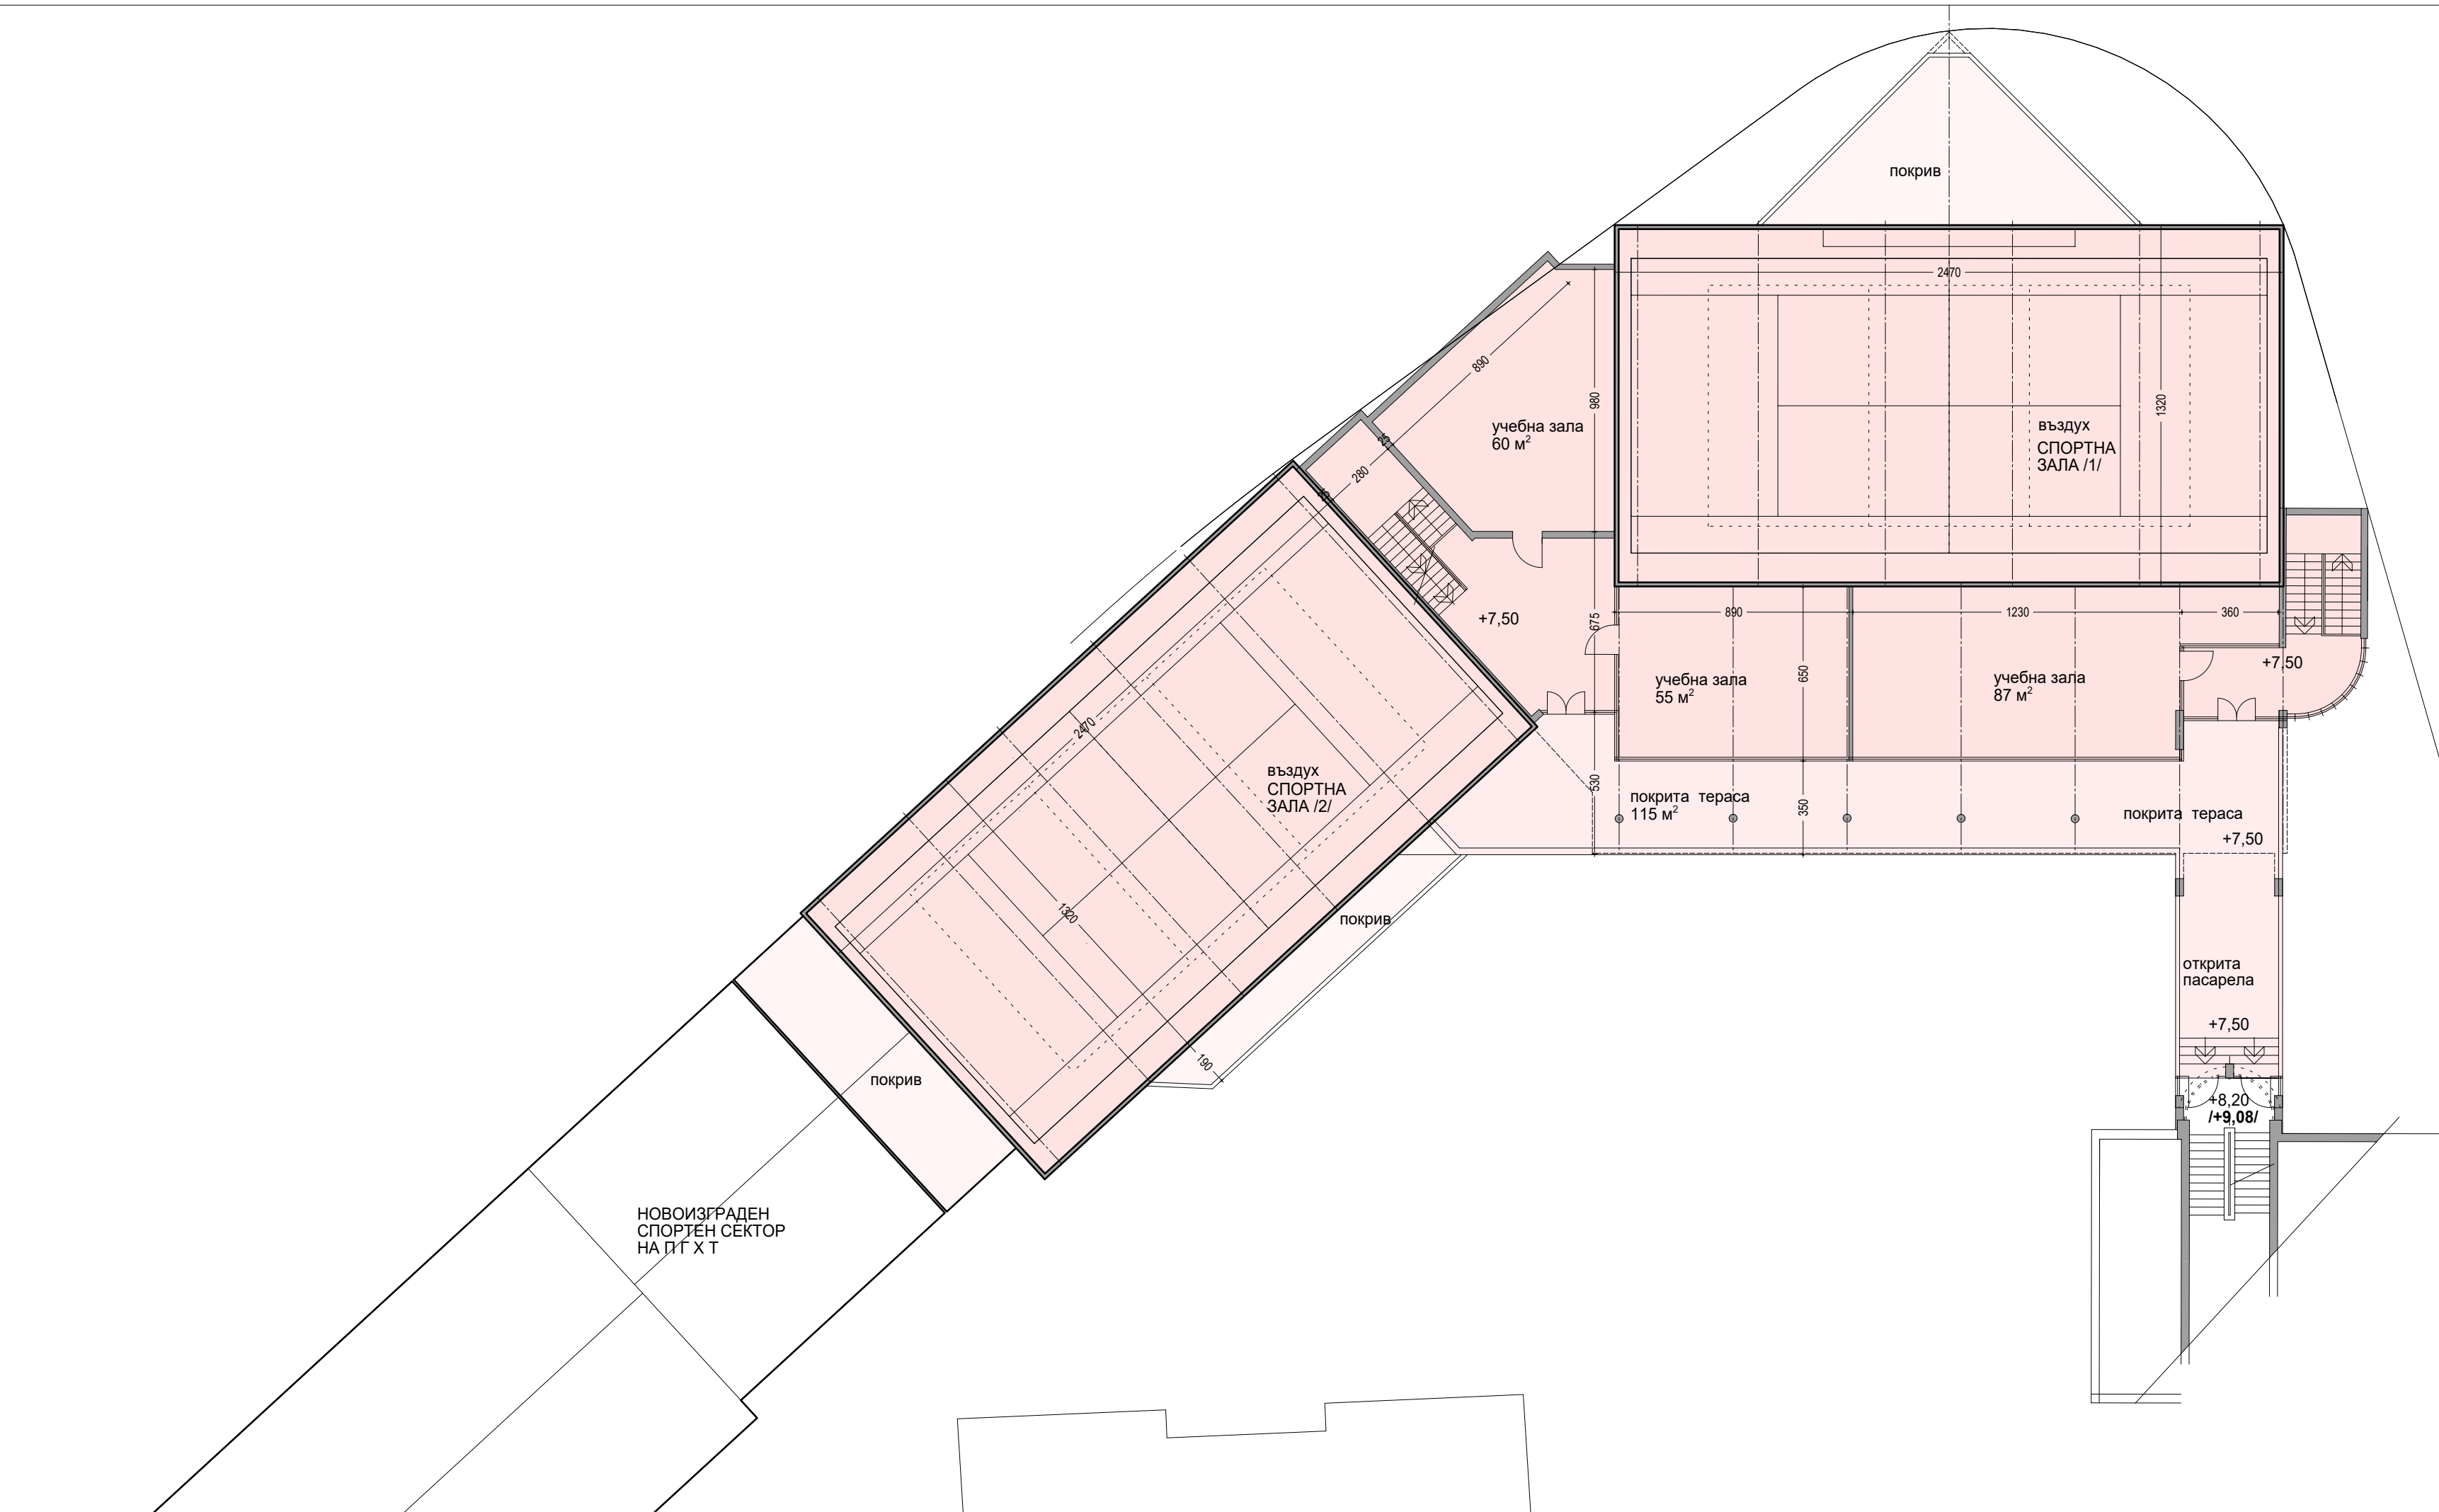 покрив
2470
890
980
1320
учебна зала
60 м²
въздух
СПОРТНА
ЗАЛА /1/
25
280
+7,50
675
890
1230
360
650
учебна зала
55 м²
учебна зала
87 м²
+7,50
2470
въздух
СПОРТНА
ЗАЛА /2/
530
покрита тераса
115 м²
350
покрита тераса
+7,50
1320
покрив
открита
пасарела
+7,50
190
покрив
+8,20
/+9,08/
НОВОИЗГРАДЕН
СПОРТЕН СЕКТОР
НА П Г Х Т